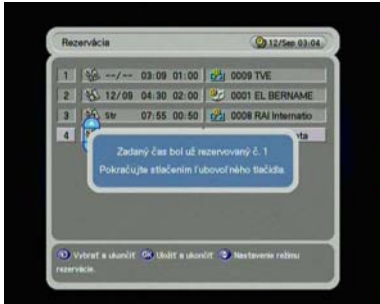 Rezervácia 12/Sep 03:04
1 --/-- 03:09 01:00 0009 TVE
2 12/09 04:30 02:00 0001 EL BERNAME
3 Str 07:55 00:50 0008 RAI Internatio
4
Zadaný čas bol už rezervovaný č. 1
Pokračujte stlačením ľubovoľného tlačidla.
Vybrať a ukončiť OK Uložiť a ukončiť Nastavenie režimu
rezervácie.